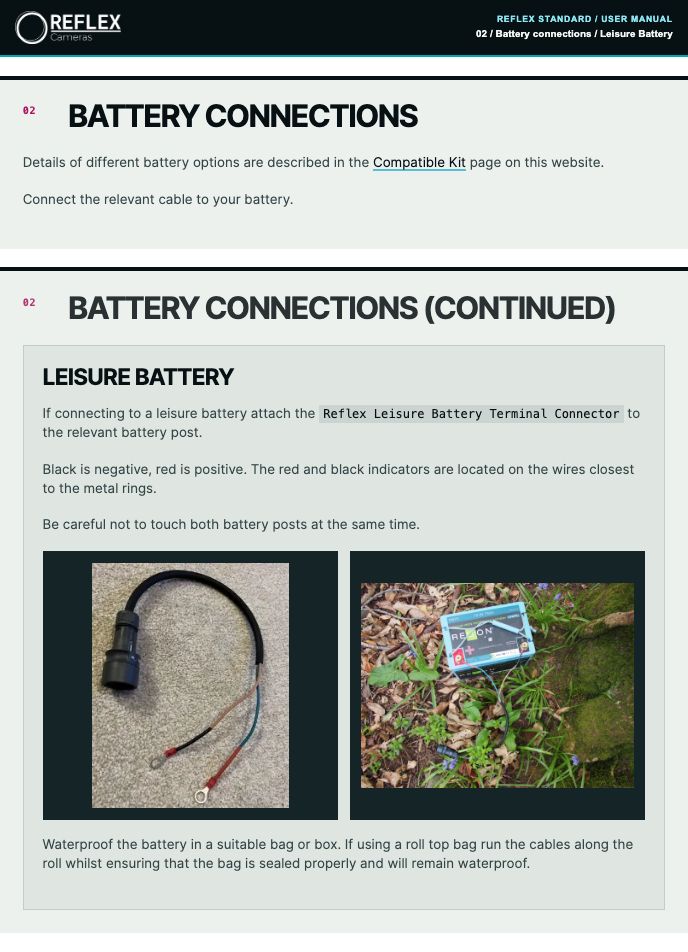 REFLEX
Cameras
REFLEX STANDARD / USER MANUAL
02 / Battery connections / Leisure Battery
02 BATTERY CONNECTIONS
Details of different battery options are described in the Compatible Kit page on this website.
Connect the relevant cable to your battery.
02 BATTERY CONNECTIONS (CONTINUED)
LEISURE BATTERY
If connecting to a leisure battery attach the Reflex Leisure Battery Terminal Connector to
the relevant battery post.
Black is negative, red is positive. The red and black indicators are located on the wires closest
to the metal rings.
Be careful not to touch both battery posts at the same time.
Waterproof the battery in a suitable bag or box. If using a roll top bag run the cables along the
roll whilst ensuring that the bag is sealed properly and will remain waterproof.